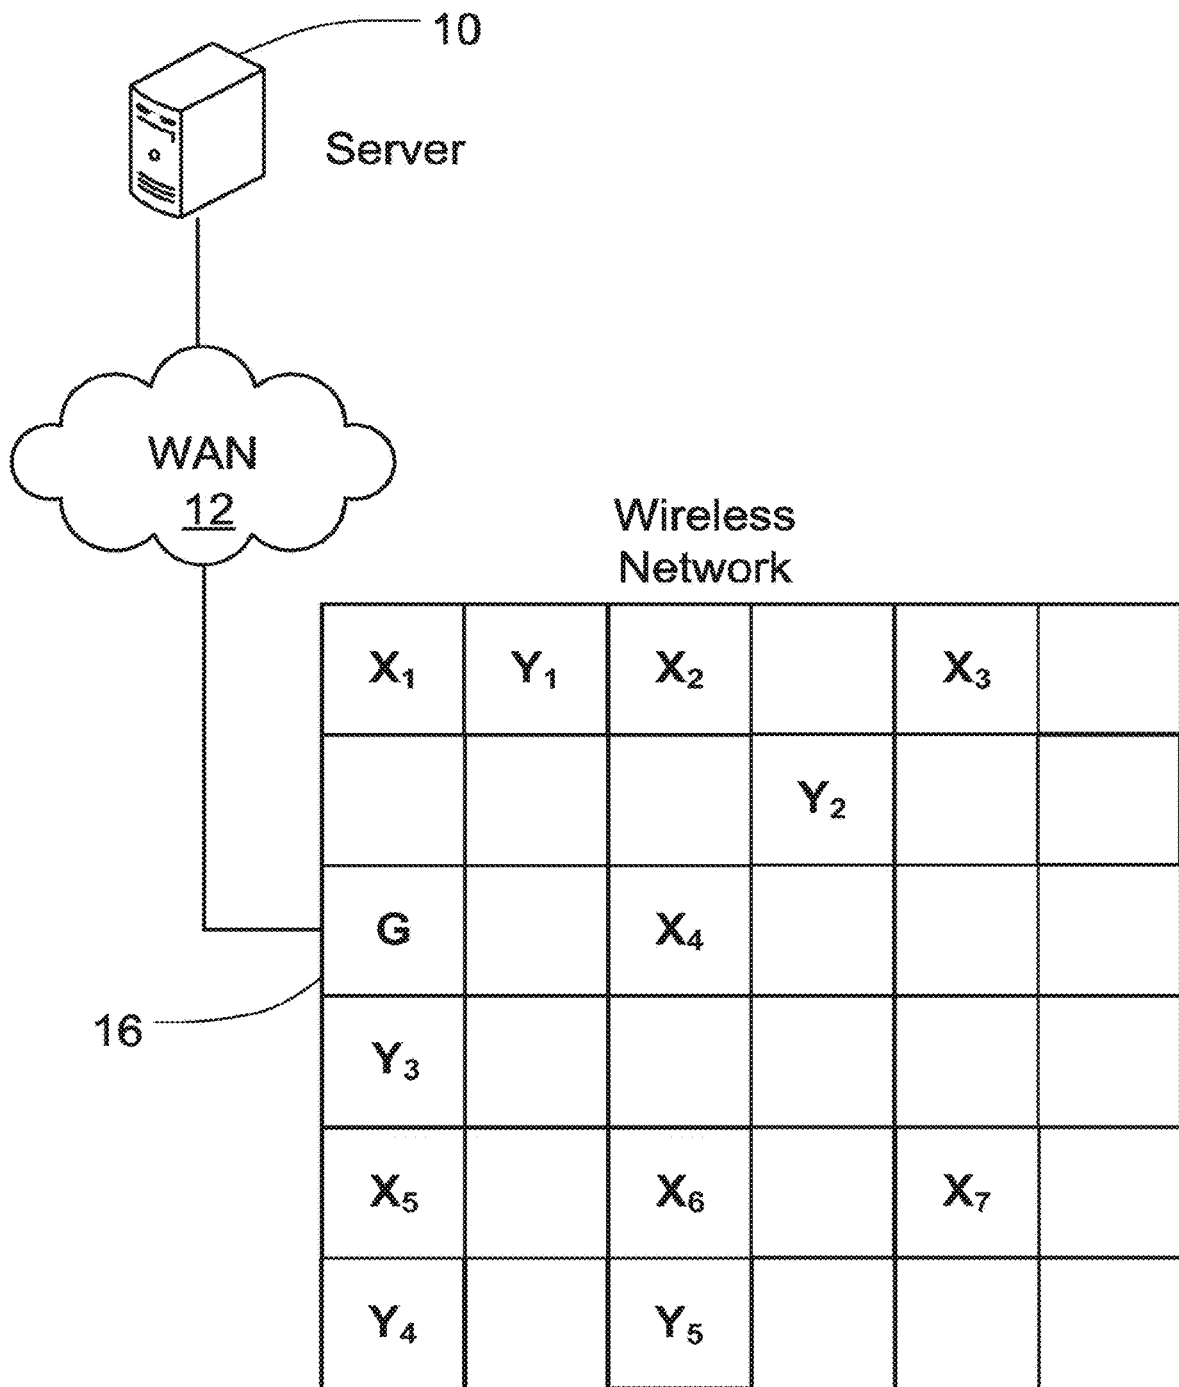 10
Server
WAN
12
Wireless
Network
X₁ Y₁ X₂ X₃
Y₂
G X₄
16
Y₃
X₅ X₆ X₇
Y₄ Y₅